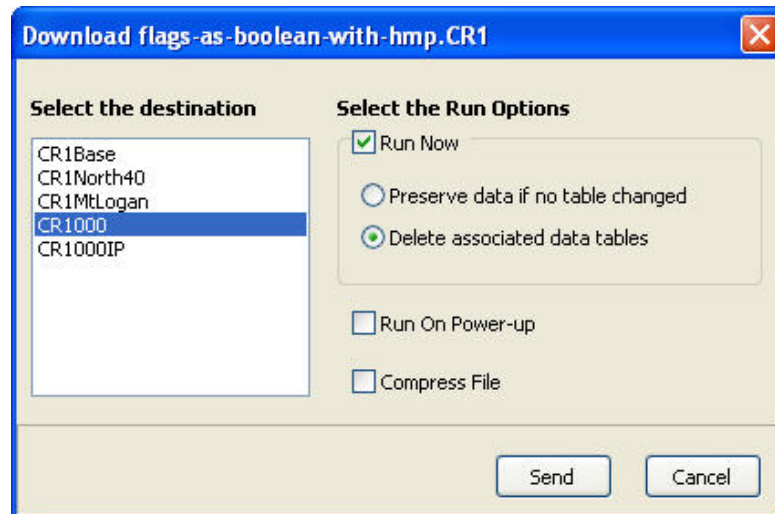 Download flags-as-boolean-with-hmp.CR1
Select the destination
CR1Base
CR1North40
CR1MtLogan
CR1000
CR1000IP
Select the Run Options
Run Now
Preserve data if no table changed
Delete associated data tables
Run On Power-up
Compress File
Send
Cancel